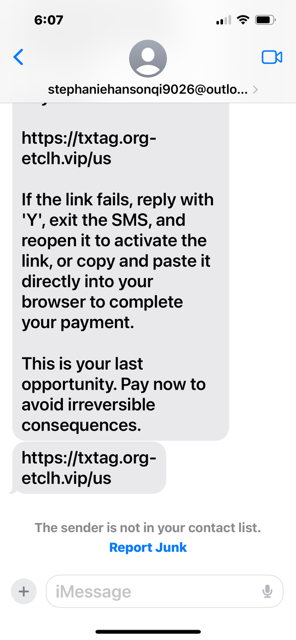 6:07
stephaniehansonqi9026@outlo...
https://txtag.org-
etclh.vip/us
If the link fails, reply with
'Y', exit the SMS, and
reopen it to activate the
link, or copy and paste it
directly into your
browser to complete
your payment.
This is your last
opportunity. Pay now to
avoid irreversible
consequences.
https://txtag.org-
etclh.vip/us
The sender is not in your contact list.
Report Junk
iMessage